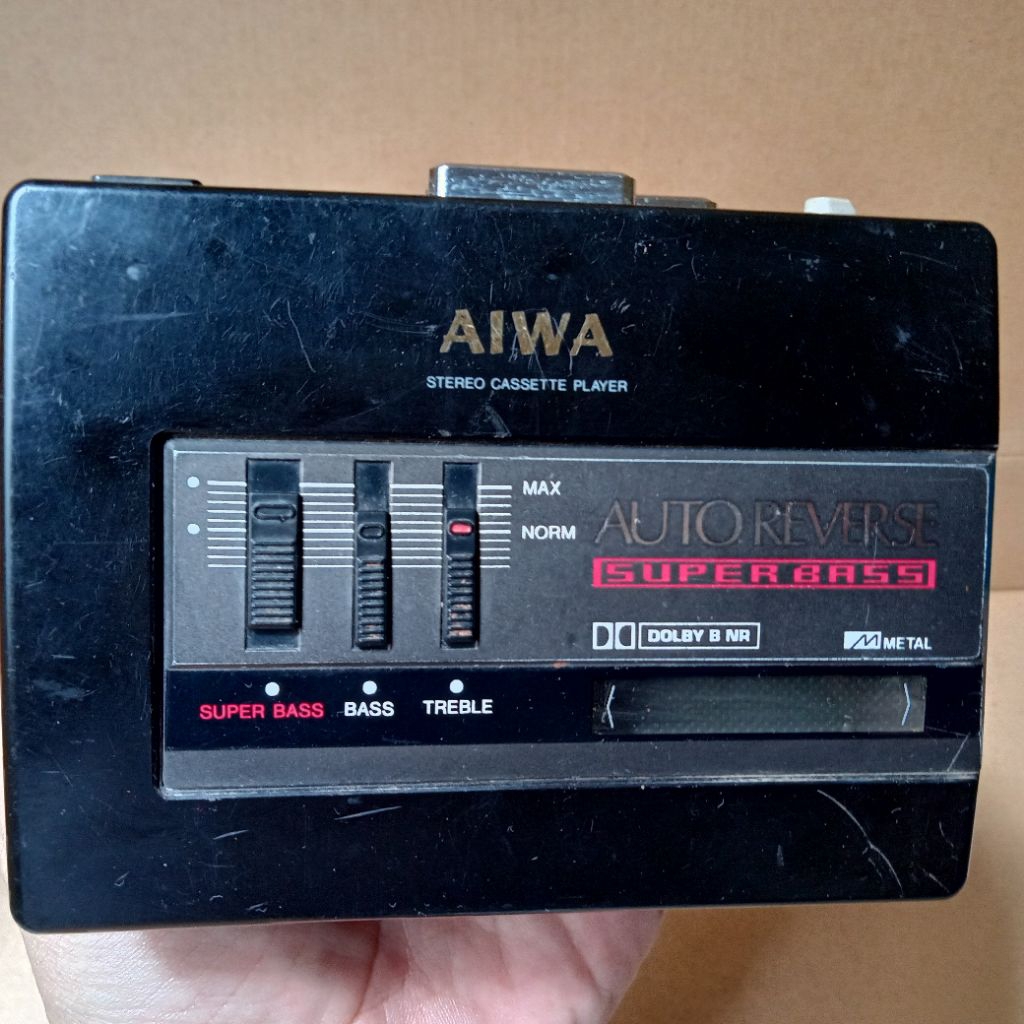 AIWA
STEREO CASSETTE PLAYER
MAX
NORM
AUTO REVERSE
SUPER BASS
DOLBY B NR
METAL
SUPER BASS BASS TREBLE